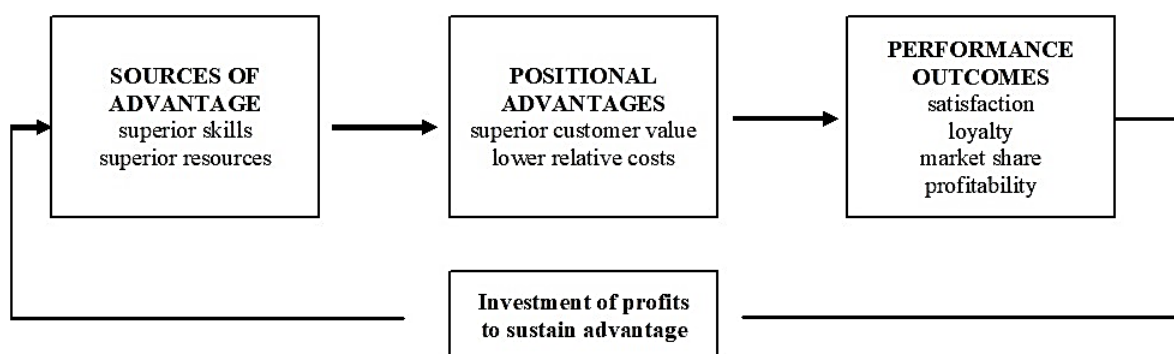 SOURCES OF
ADVANTAGE
superior skills
superior resources
POSITIONAL
ADVANTAGES
superior customer value
lower relative costs
PERFORMANCE
OUTCOMES
satisfaction
loyalty
market share
profitability
Investment of profits
to sustain advantage